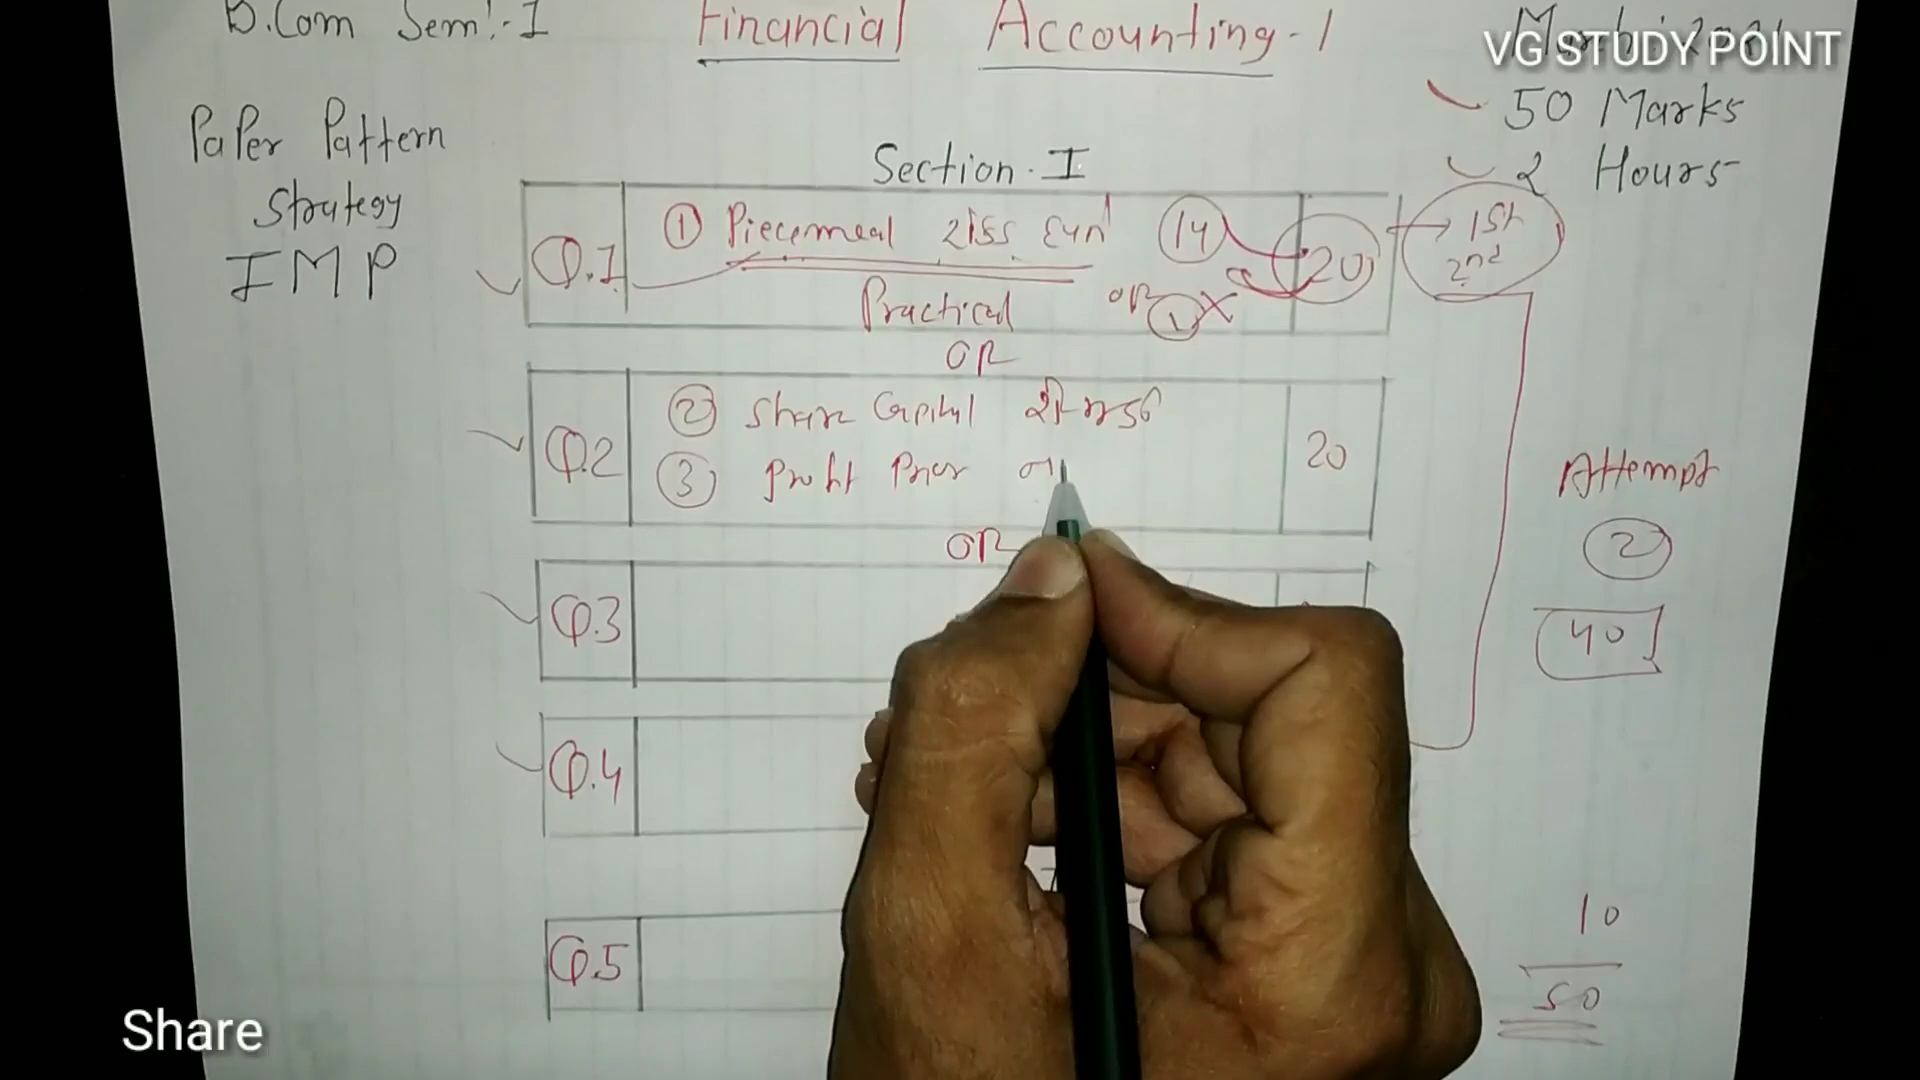 B.Com Sem:-I
Financial Accounting-1
VG STUDY POINT
50 Marks
2 Hours
Paper Pattern
Strategy
IMP
Section-I
Q.1
① Piecemeal
14
20
1st
2nd
Practical
OR ①
OR
Q.2
② Share Capital
20
③ Profit Prior
OR
Q.3
Q.4
Q.5
Attempt
②
40
10
50
Share